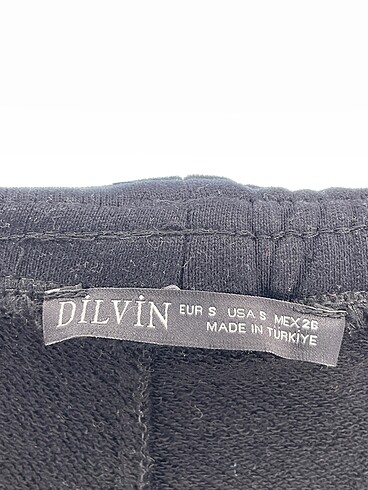 DİLVİN
EUR S USA S MEX 26
MADE IN TÜRKİYE